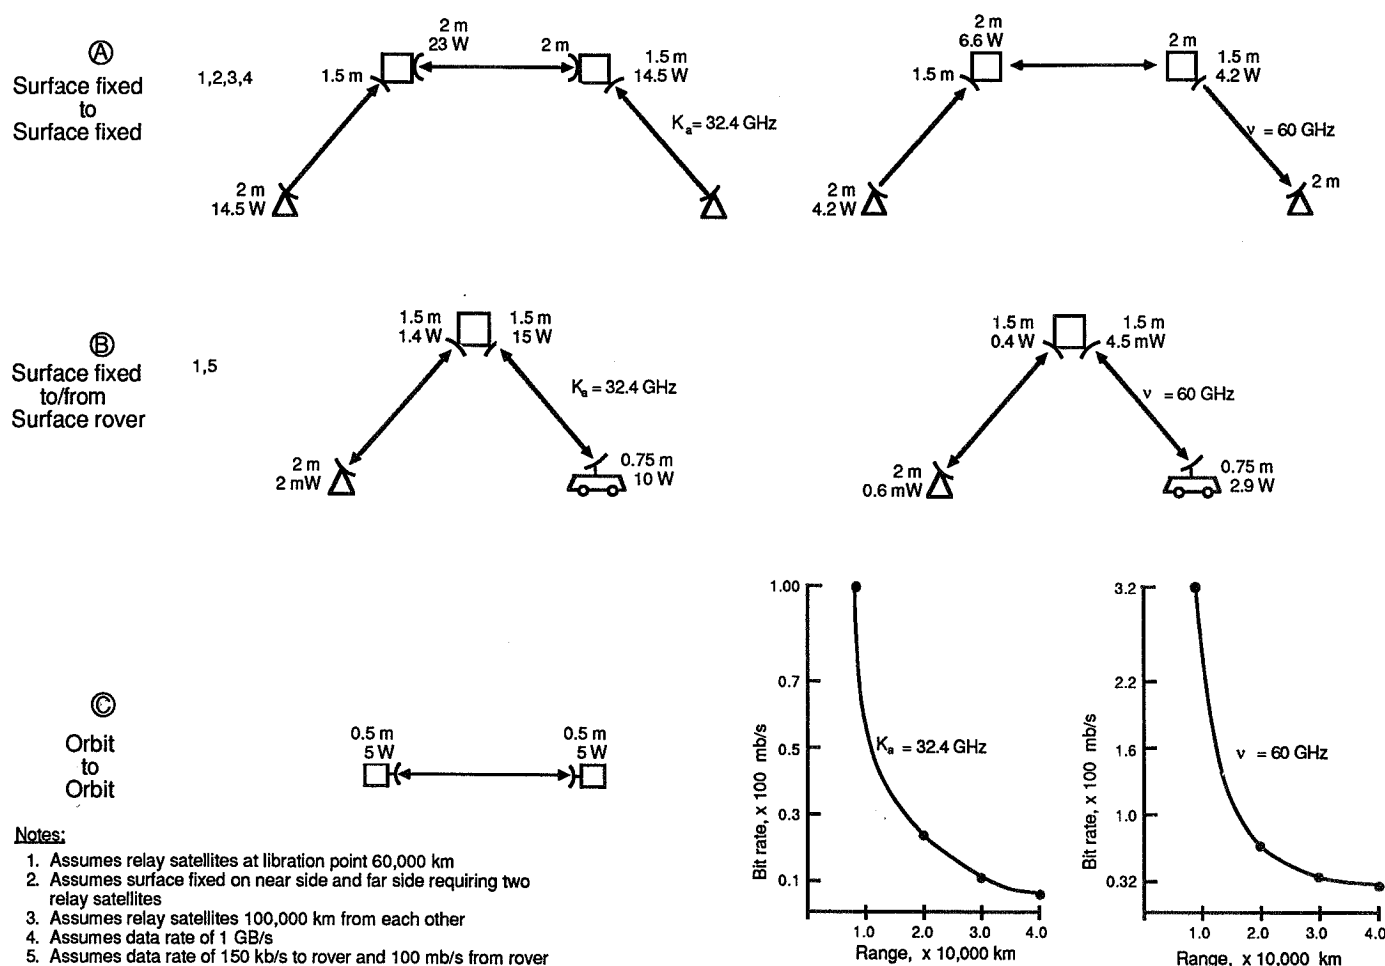 A
Surface fixed
to
Surface fixed
1,2,3,4
2 m
23 W
1.5 m
2 m
1.5 m
14.5 W
Ka = 32.4 GHz
2 m
14.5 W
2 m
6.6 W
1.5 m
2 m
1.5 m
4.2 W
ν = 60 GHz
2 m
4.2 W
2 m
B
Surface fixed
to/from
Surface rover
1,5
1.5 m
1.4 W
1.5 m
15 W
Ka = 32.4 GHz
2 m
2 mW
0.75 m
10 W
1.5 m
0.4 W
1.5 m
4.5 mW
ν = 60 GHz
2 m
0.6 mW
0.75 m
2.9 W
C
Orbit
to
Orbit
0.5 m
5 W
0.5 m
5 W
Bit rate, x 100 mb/s
1.00
0.7
0.5
0.3
0.1
Ka = 32.4 GHz
1.0 2.0 3.0 4.0
Range, x 10,000 km
Bit rate, x 100 mb/s
3.2
2.2
1.6
1.0
0.32
ν = 60 GHz
1.0 2.0 3.0 4.0
Range, x 10,000 km
Notes:
1. Assumes relay satellites at libration point 60,000 km
2. Assumes surface fixed on near side and far side requiring two
relay satellites
3. Assumes relay satellites 100,000 km from each other
4. Assumes data rate of 1 GB/s
5. Assumes data rate of 150 kb/s to rover and 100 mb/s from rover